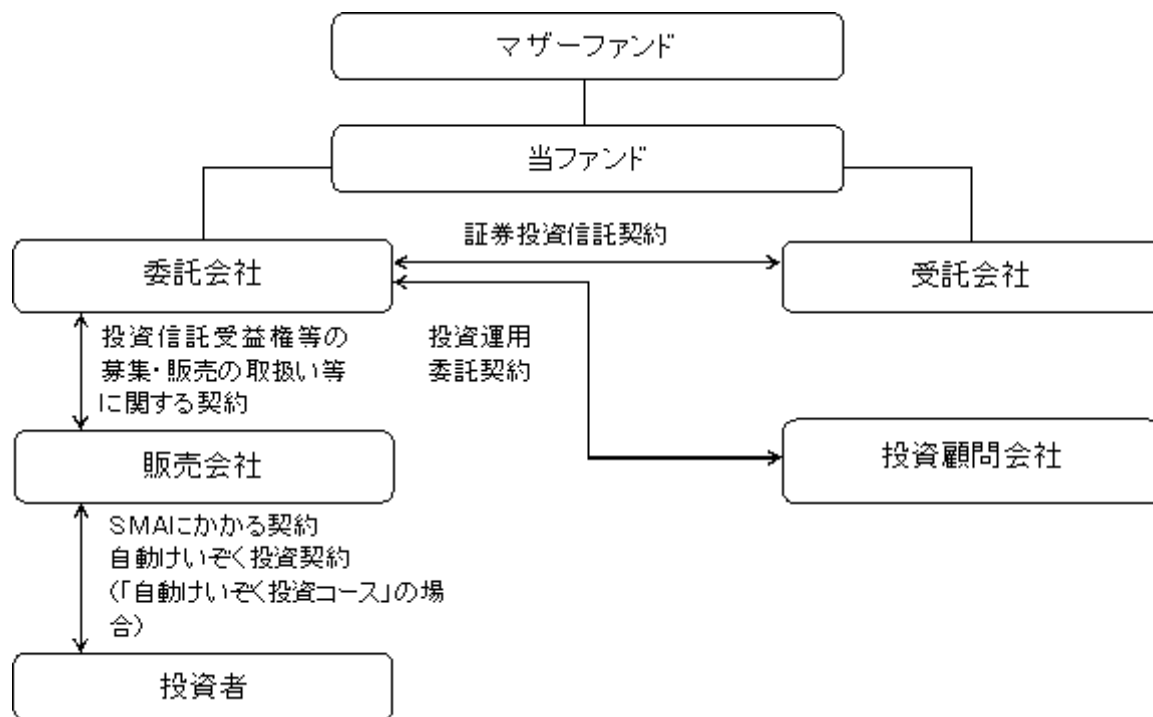 マザーファンド
当ファンド
証券投資信託契約
委託会社
受託会社
投資信託受益権等の
募集・販売の取扱い等
に関する契約
投資運用
委託契約
販売会社
投資顧問会社
SMAにかかる契約
自動けいぞく投資契約
(「自動けいぞく投資コース」の場
合)
投資者